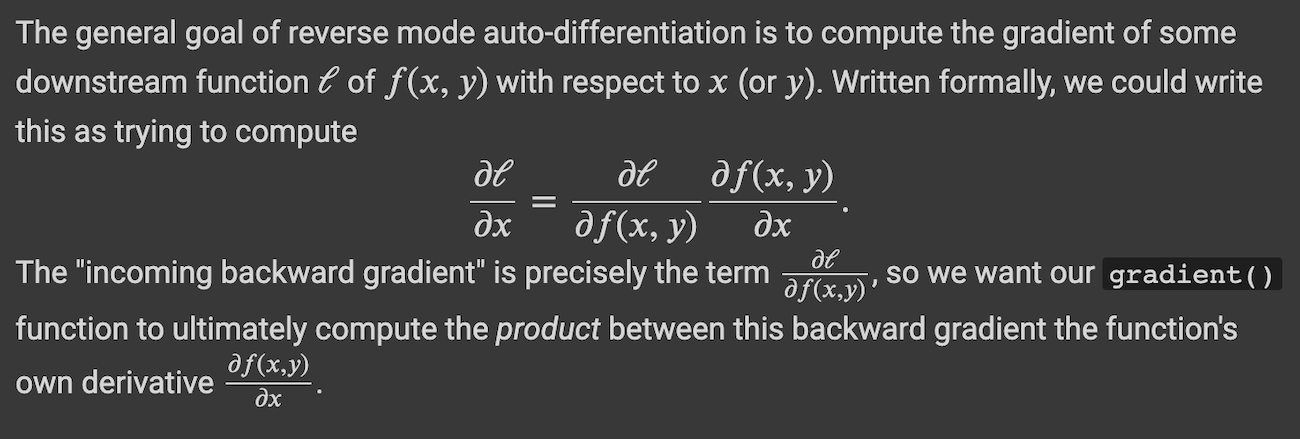 The general goal of reverse mode auto-differentiation is to compute the gradient of some
downstream function ℓ of f(x, y) with respect to x (or y). Written formally, we could write
this as trying to compute
∂ℓ/∂x = ∂ℓ/∂f(x, y) ∂f(x, y)/∂x.
The "incoming backward gradient" is precisely the term ∂ℓ/∂f(x,y), so we want our gradient()
function to ultimately compute the product between this backward gradient the function's
own derivative ∂f(x,y)/∂x.